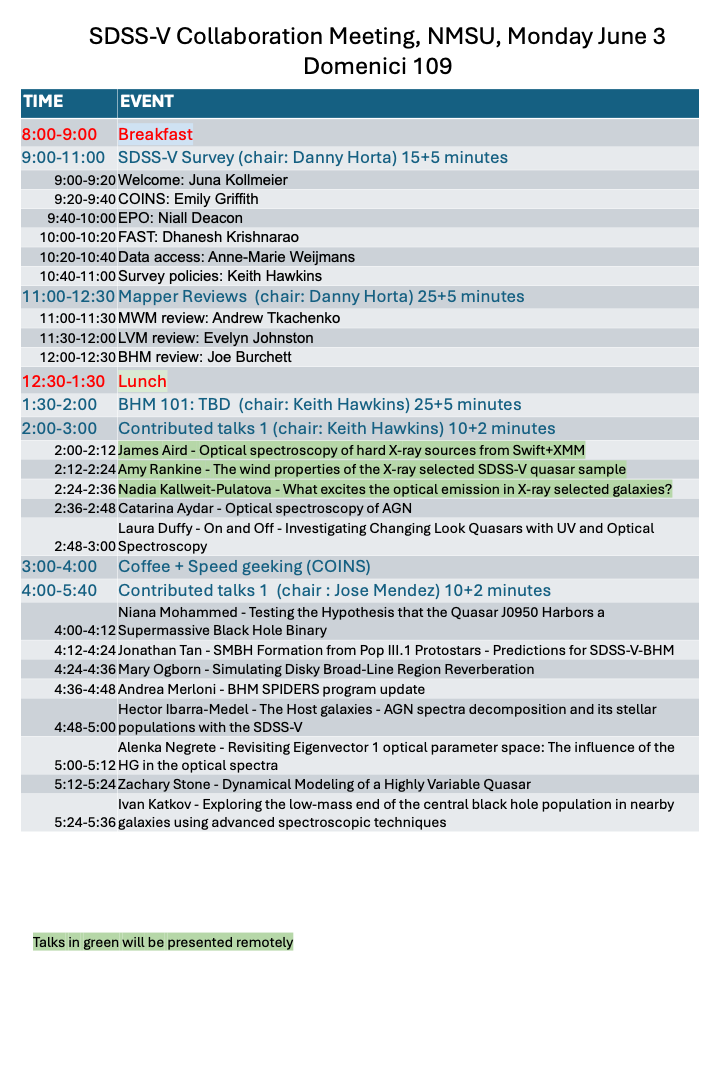 SDSS-V Collaboration Meeting, NMSU, Monday June 3
Domenici 109
TIME EVENT
8:00-9:00 Breakfast
9:00-11:00 SDSS-V Survey (chair: Danny Horta) 15+5 minutes
9:00-9:20 Welcome: Juna Kollmeier
9:20-9:40 COINS: Emily Griffith
9:40-10:00 EPO: Niall Deacon
10:00-10:20 FAST: Dhanesh Krishnarao
10:20-10:40 Data access: Anne-Marie Weijmans
10:40-11:00 Survey policies: Keith Hawkins
11:00-12:30 Mapper Reviews (chair: Danny Horta) 25+5 minutes
11:00-11:30 MWM review: Andrew Tkachenko
11:30-12:00 LVM review: Evelyn Johnston
12:00-12:30 BHM review: Joe Burchett
12:30-1:30 Lunch
1:30-2:00 BHM 101: TBD (chair: Keith Hawkins) 25+5 minutes
2:00-3:00 Contributed talks 1 (chair: Keith Hawkins) 10+2 minutes
2:00-2:12 James Aird - Optical spectroscopy of hard X-ray sources from Swift+XMM
2:12-2:24 Amy Rankine - The wind properties of the X-ray selected SDSS-V quasar sample
2:24-2:36 Nadia Kallweit-Pulatova - What excites the optical emission in X-ray selected galaxies?
2:36-2:48 Catarina Aydar - Optical spectroscopy of AGN
Laura Duffy - On and Off - Investigating Changing Look Quasars with UV and Optical
2:48-3:00 Spectroscopy
3:00-4:00 Coffee + Speed geeking (COINS)
4:00-5:40 Contributed talks 1 (chair : Jose Mendez) 10+2 minutes
Niana Mohammed - Testing the Hypothesis that the Quasar J0950 Harbors a
4:00-4:12 Supermassive Black Hole Binary
4:12-4:24 Jonathan Tan - SMBH Formation from Pop III.1 Protostars - Predictions for SDSS-V-BHM
4:24-4:36 Mary Ogborn - Simulating Disky Broad-Line Region Reverberation
4:36-4:48 Andrea Merloni - BHM SPIDERS program update
Hector Ibarra-Medel - The Host galaxies - AGN spectra decomposition and its stellar
4:48-5:00 populations with the SDSS-V
Alenka Negrete - Revisiting Eigenvector 1 optical parameter space: The influence of the
5:00-5:12 HG in the optical spectra
5:12-5:24 Zachary Stone - Dynamical Modeling of a Highly Variable Quasar
Ivan Katkov - Exploring the low-mass end of the central black hole population in nearby
5:24-5:36 galaxies using advanced spectroscopic techniques
Talks in green will be presented remotely